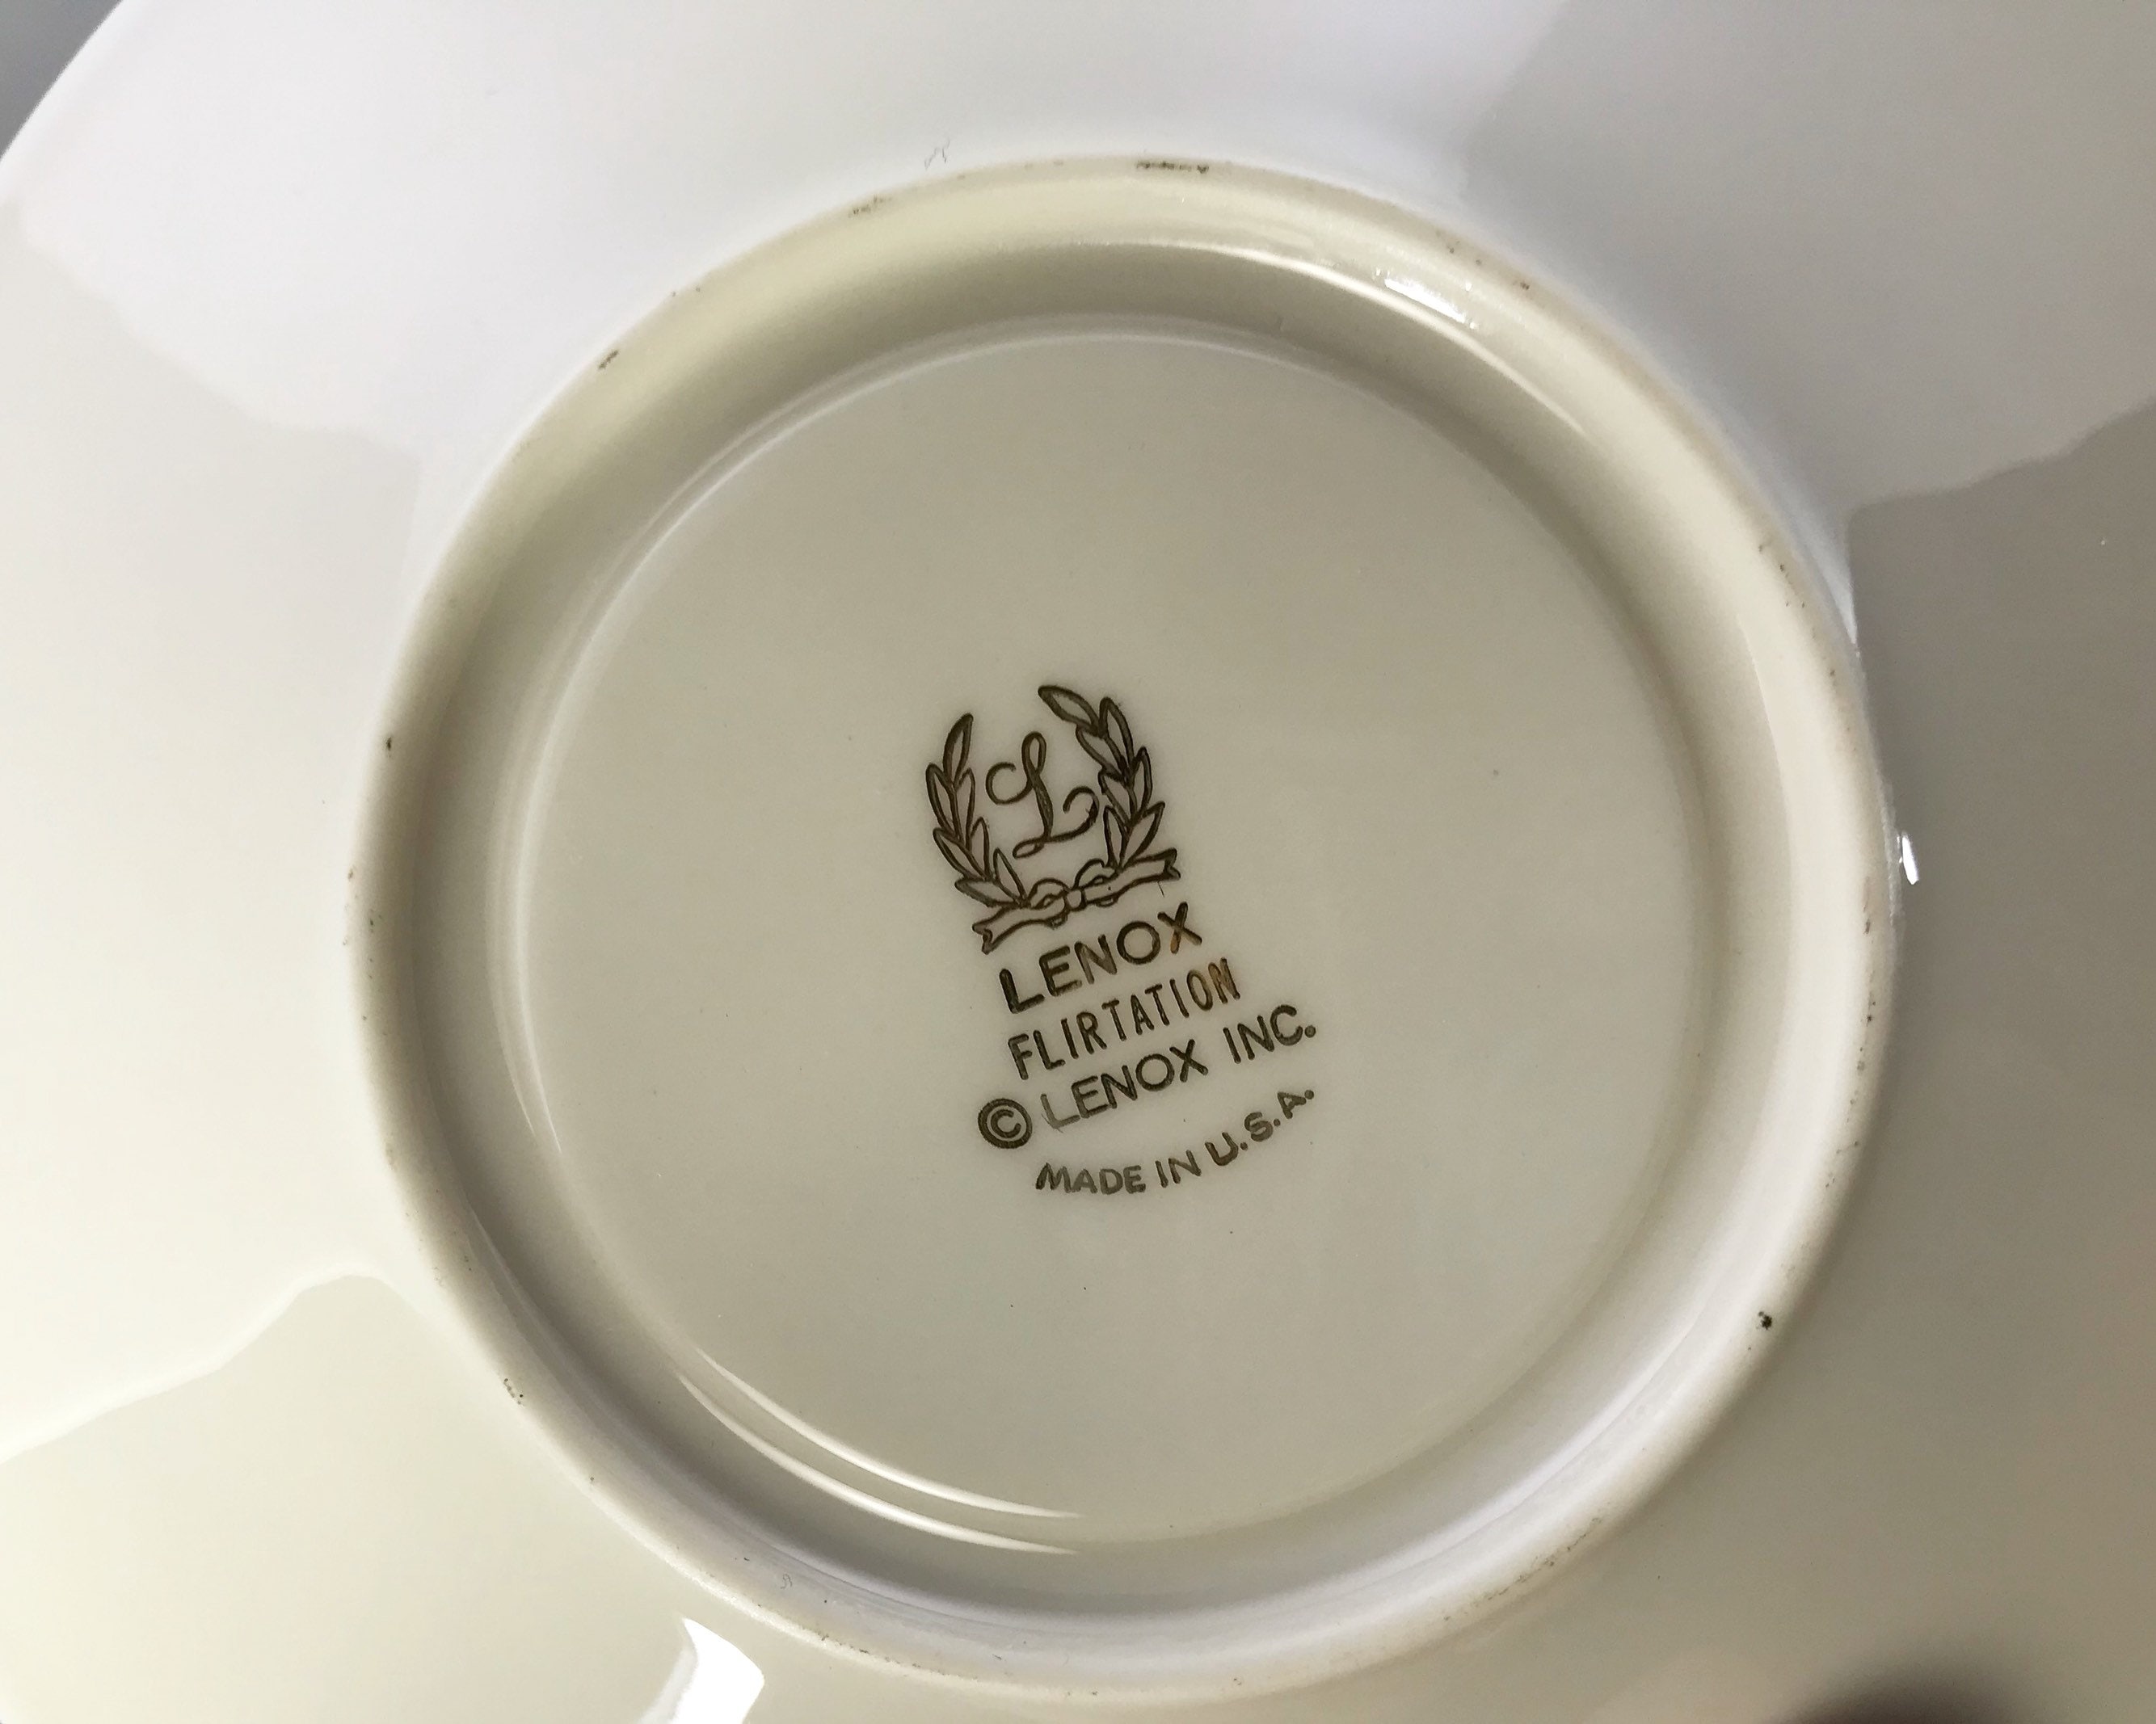 L
LENOX
FLIRTATION
© LENOX INC.
MADE IN U.S.A.